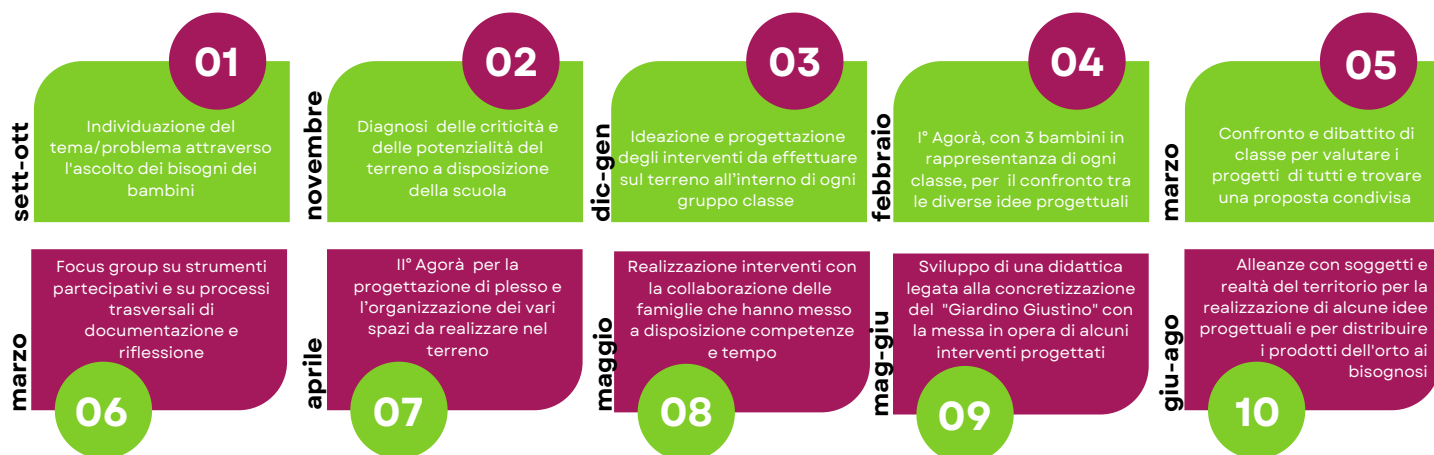 01
sett-ott
Individuazione del
tema/problema attraverso
l'ascolto dei bisogni dei
bambini
02
novembre
Diagnosi delle criticità e
delle potenzialità del
terreno a disposizione
della scuola
03
dic-gen
Ideazione e progettazione
degli interventi da effettuare
sul terreno all'interno di ogni
gruppo classe
04
febbraio
I° Agorà, con 3 bambini in
rappresentanza di ogni
classe, per il confronto tra
le diverse idee progettuali
05
marzo
Confronto e dibattito di
classe per valutare i
progetti di tutti e trovare
una proposta condivisa
marzo
Focus group su strumenti
partecipativi e su processi
trasversali di
documentazione e
riflessione
06
aprile
II° Agorà per la
progettazione di plesso e
l'organizzazione dei vari
spazi da realizzare nel
terreno
07
maggio
Realizzazione interventi con
la collaborazione delle
famiglie che hanno messo
a disposizione competenze
e tempo
08
mag-giu
Sviluppo di una didattica
legata alla concretizzazione
del "Giardino Giustino" con
la messa in opera di alcuni
interventi progettati
09
giu-ago
Alleanze con soggetti e
realtà del territorio per la
realizzazione di alcune idee
progettuali e per distribuire
i prodotti dell'orto ai
bisognosi
10